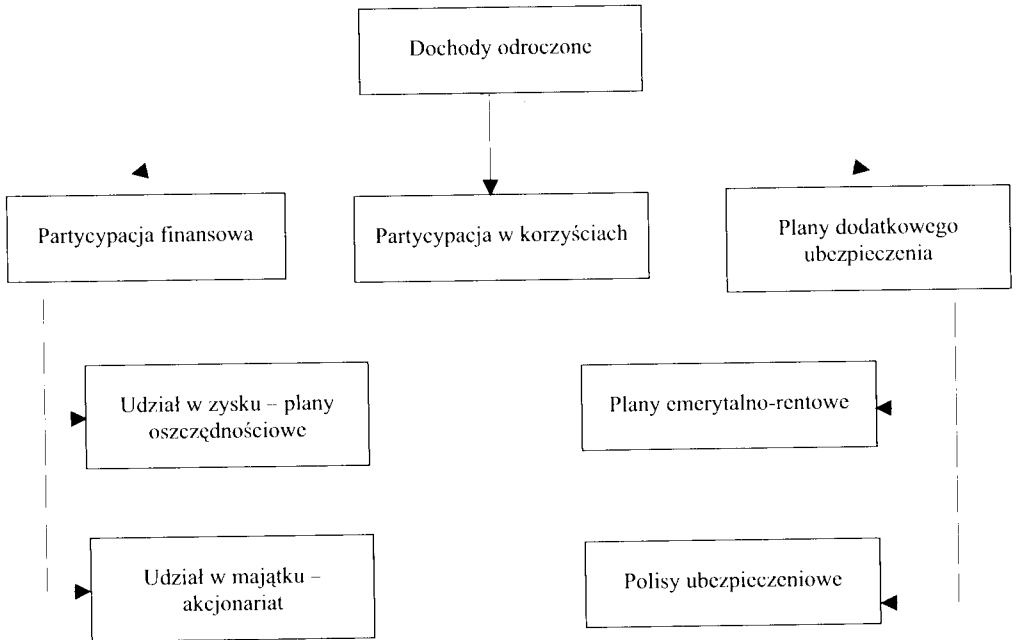 Dochody odroczone
Partycypacja finansowa
Partycypacja w korzyściach
Plany dodatkowego
ubezpieczenia
Udział w zysku – plany
oszczędnościowe
Plany emerytalno-rentowe
Udział w majątku –
akcjonariat
Polisy ubezpieczeniowe